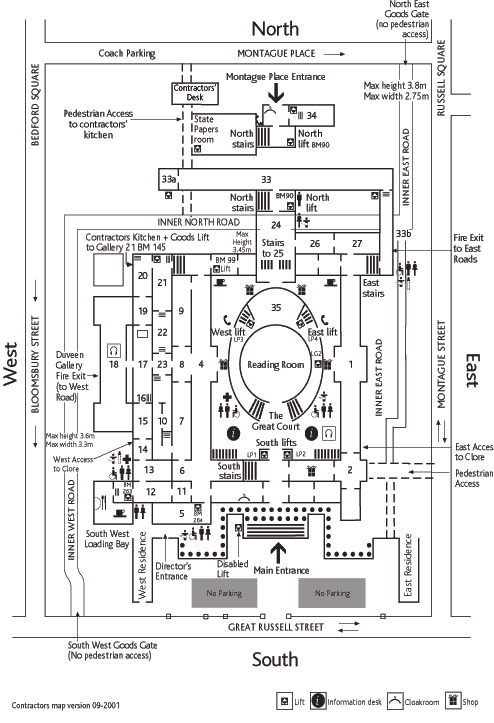 North
North East
Goods Gate
(no pedestrian
access)
Coach Parking
MONTAGUE PLACE
BEDFORD SQUARE
RUSSELL SQUARE
Montague Place Entrance
Max height 3.8m
Max width 2.75m
Contractors'
Desk
Pedestrian Access
to contractors'
kitchen
State
Papers
room
34
North
stairs
North
lift BM90
INNER EAST ROAD
33a
33
North
stairs
BM90
North
lift
INNER NORTH ROAD
24
33b
Contractors Kitchen + Goods Lift
to Gallery 21 BM 145
Max
Height
3.45m
Stairs
to 25
26
27
Fire Exit
to East
Roads
BM 99
Lift
East
stairs
20
21
19
9
35
West lift
LP3
East lift
LP4
LG2
22
Duveen
Gallery
Fire Exit
(to West
Road)
18
17
23
8
4
Reading Room
1
West
BLOOMSBURY STREET
INNER EAST ROAD
MONTAGUE STREET
East
16
15
10
7
The
Great Court
Max height 3.6m
Max width 3.3m
14
South lifts
West Access
to Clore
East Acces
to Clore
13
6
LP1
LP2
South
stairs
2
Pedestrian
Access
BM
263
12
11
INNER WEST ROAD
5
BM
264
South West
Loading Bay
West Residence
Director's
Entrance
Disabled
Lift
Main Entrance
East Residence
No Parking
No Parking
GREAT RUSSELL STREET
South West Goods Gate
(No pedestrian access)
South
Contractors map version 09-2001
Lift
Information desk
Cloakroom
Shop